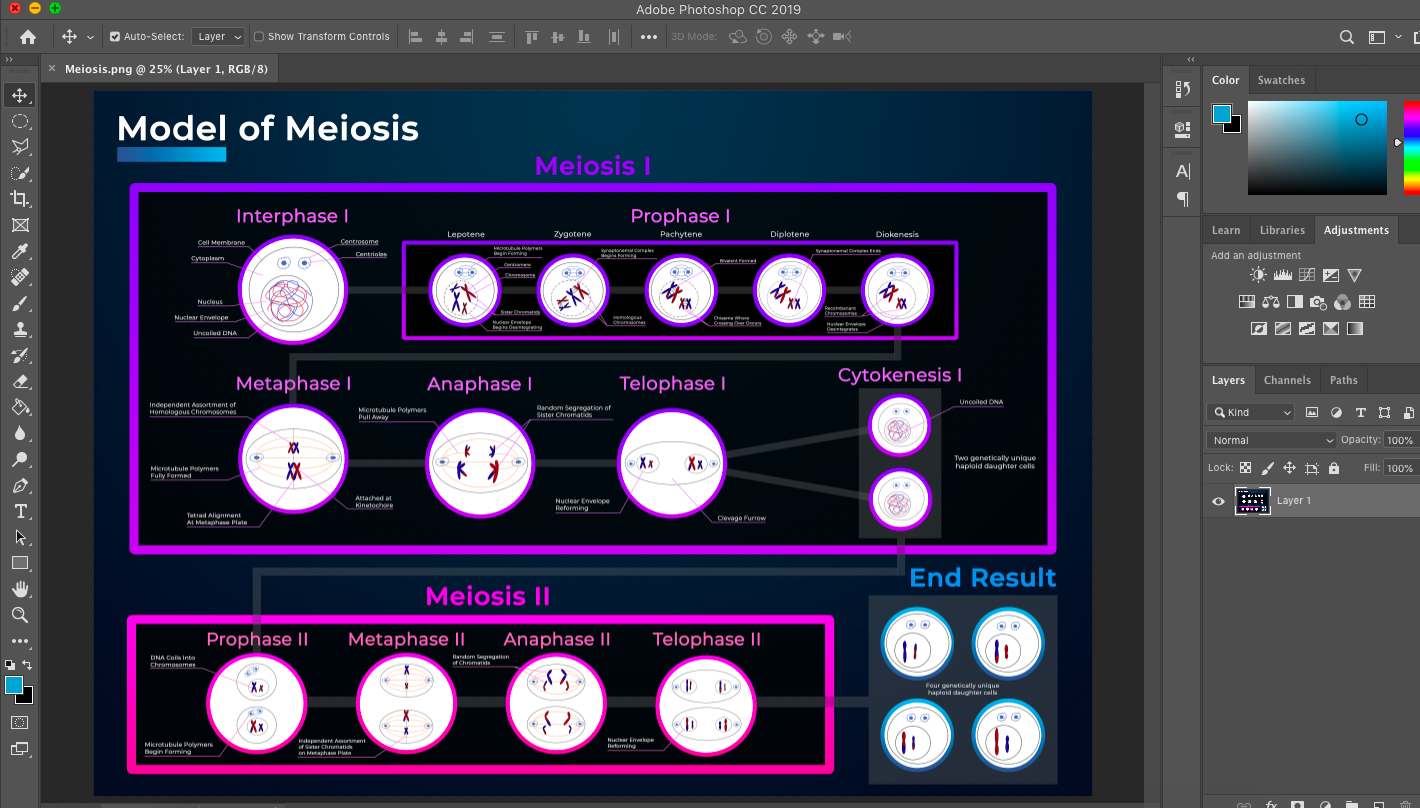 Adobe Photoshop CC 2019
Auto-Select:
Layer
Show Transform Controls
3D Mode:
Meiosis.png @ 25% (Layer 1, RGB/8)
Model of Meiosis
Meiosis I
Interphase I
Cell Membrane
Cytoplasm
Nucleus
Nuclear Envelope
Uncoiled DNA
Centrosome
Centrioles
Prophase I
Lepotene
Zygotene
Pachytene
Diplotene
Diokenesis
Microtubule Polymers
Begin Forming
Centromere
Chromosome
Sister Chromatids
Nuclear Envelope
Begins Desintegrating
Synaptonemal Complex
Begins Forming
Homologous
Chromosomes
Bivalent Formed
Chiasma Where
Crossing Over Occurs
Synaptonemal Complex Ends
Recombinant
Chromosomes
Nuclear Envelope
Desintegrates
Metaphase I
Independent Assortment of
Homologous Chromosomes
Microtubule Polymers
Fully Formed
Tetrad Alignment
At Metaphase Plate
Attached at
Kinetochore
Anaphase I
Microtubule Polymers
Pull Away
Random Segregation of
Sister Chromatids
Telophase I
Nuclear Envelope
Reforming
Clevage Furrow
Cytokenesis I
Uncoiled DNA
Two genetically unique
haploid daughter cells
Meiosis II
Prophase II
DNA Coils Into
Chromosomes
Microtubule Polymers
Begin Forming
Metaphase II
Independent Assortment
of Sister Chromatids
on Metaphase Plate
Anaphase II
Random Segregation
of Chromatids
Telophase II
Nuclear Envelope
Reforming
End Result
Four genetically unique
haploid daughter cells
Color
Swatches
Learn
Libraries
Adjustments
Add an adjustment
Layers
Channels
Paths
Kind
Normal
Opacity: 100%
Lock:
Fill: 100%
Layer 1